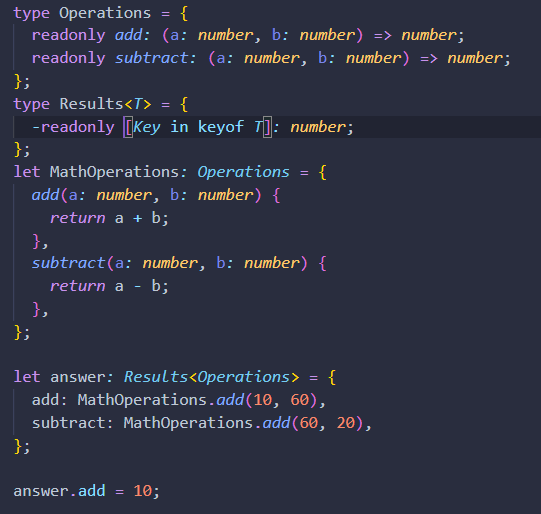 type Operations = {
  readonly add: (a: number, b: number) => number;
  readonly subtract: (a: number, b: number) => number;
};
type Results<T> = {
  -readonly [Key in keyof T]: number;
};
let MathOperations: Operations = {
  add(a: number, b: number) {
    return a + b;
  },
  subtract(a: number, b: number) {
    return a - b;
  },
};

let answer: Results<Operations> = {
  add: MathOperations.add(10, 60),
  subtract: MathOperations.add(60, 20),
};

answer.add = 10;